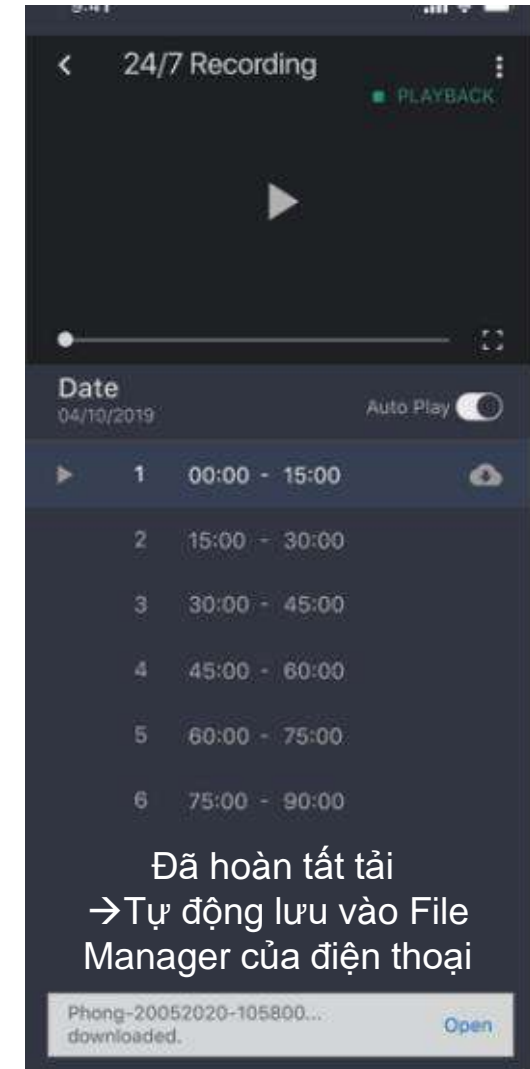 9:41
24/7 Recording
PLAYBACK
Date
04/10/2019
Auto Play
1 00:00 - 15:00
2 15:00 - 30:00
3 30:00 - 45:00
4 45:00 - 60:00
5 60:00 - 75:00
6 75:00 - 90:00
Đã hoàn tất tải
→Tự động lưu vào File
Manager của điện thoại
Phong-20052020-105800...
downloaded.
Open